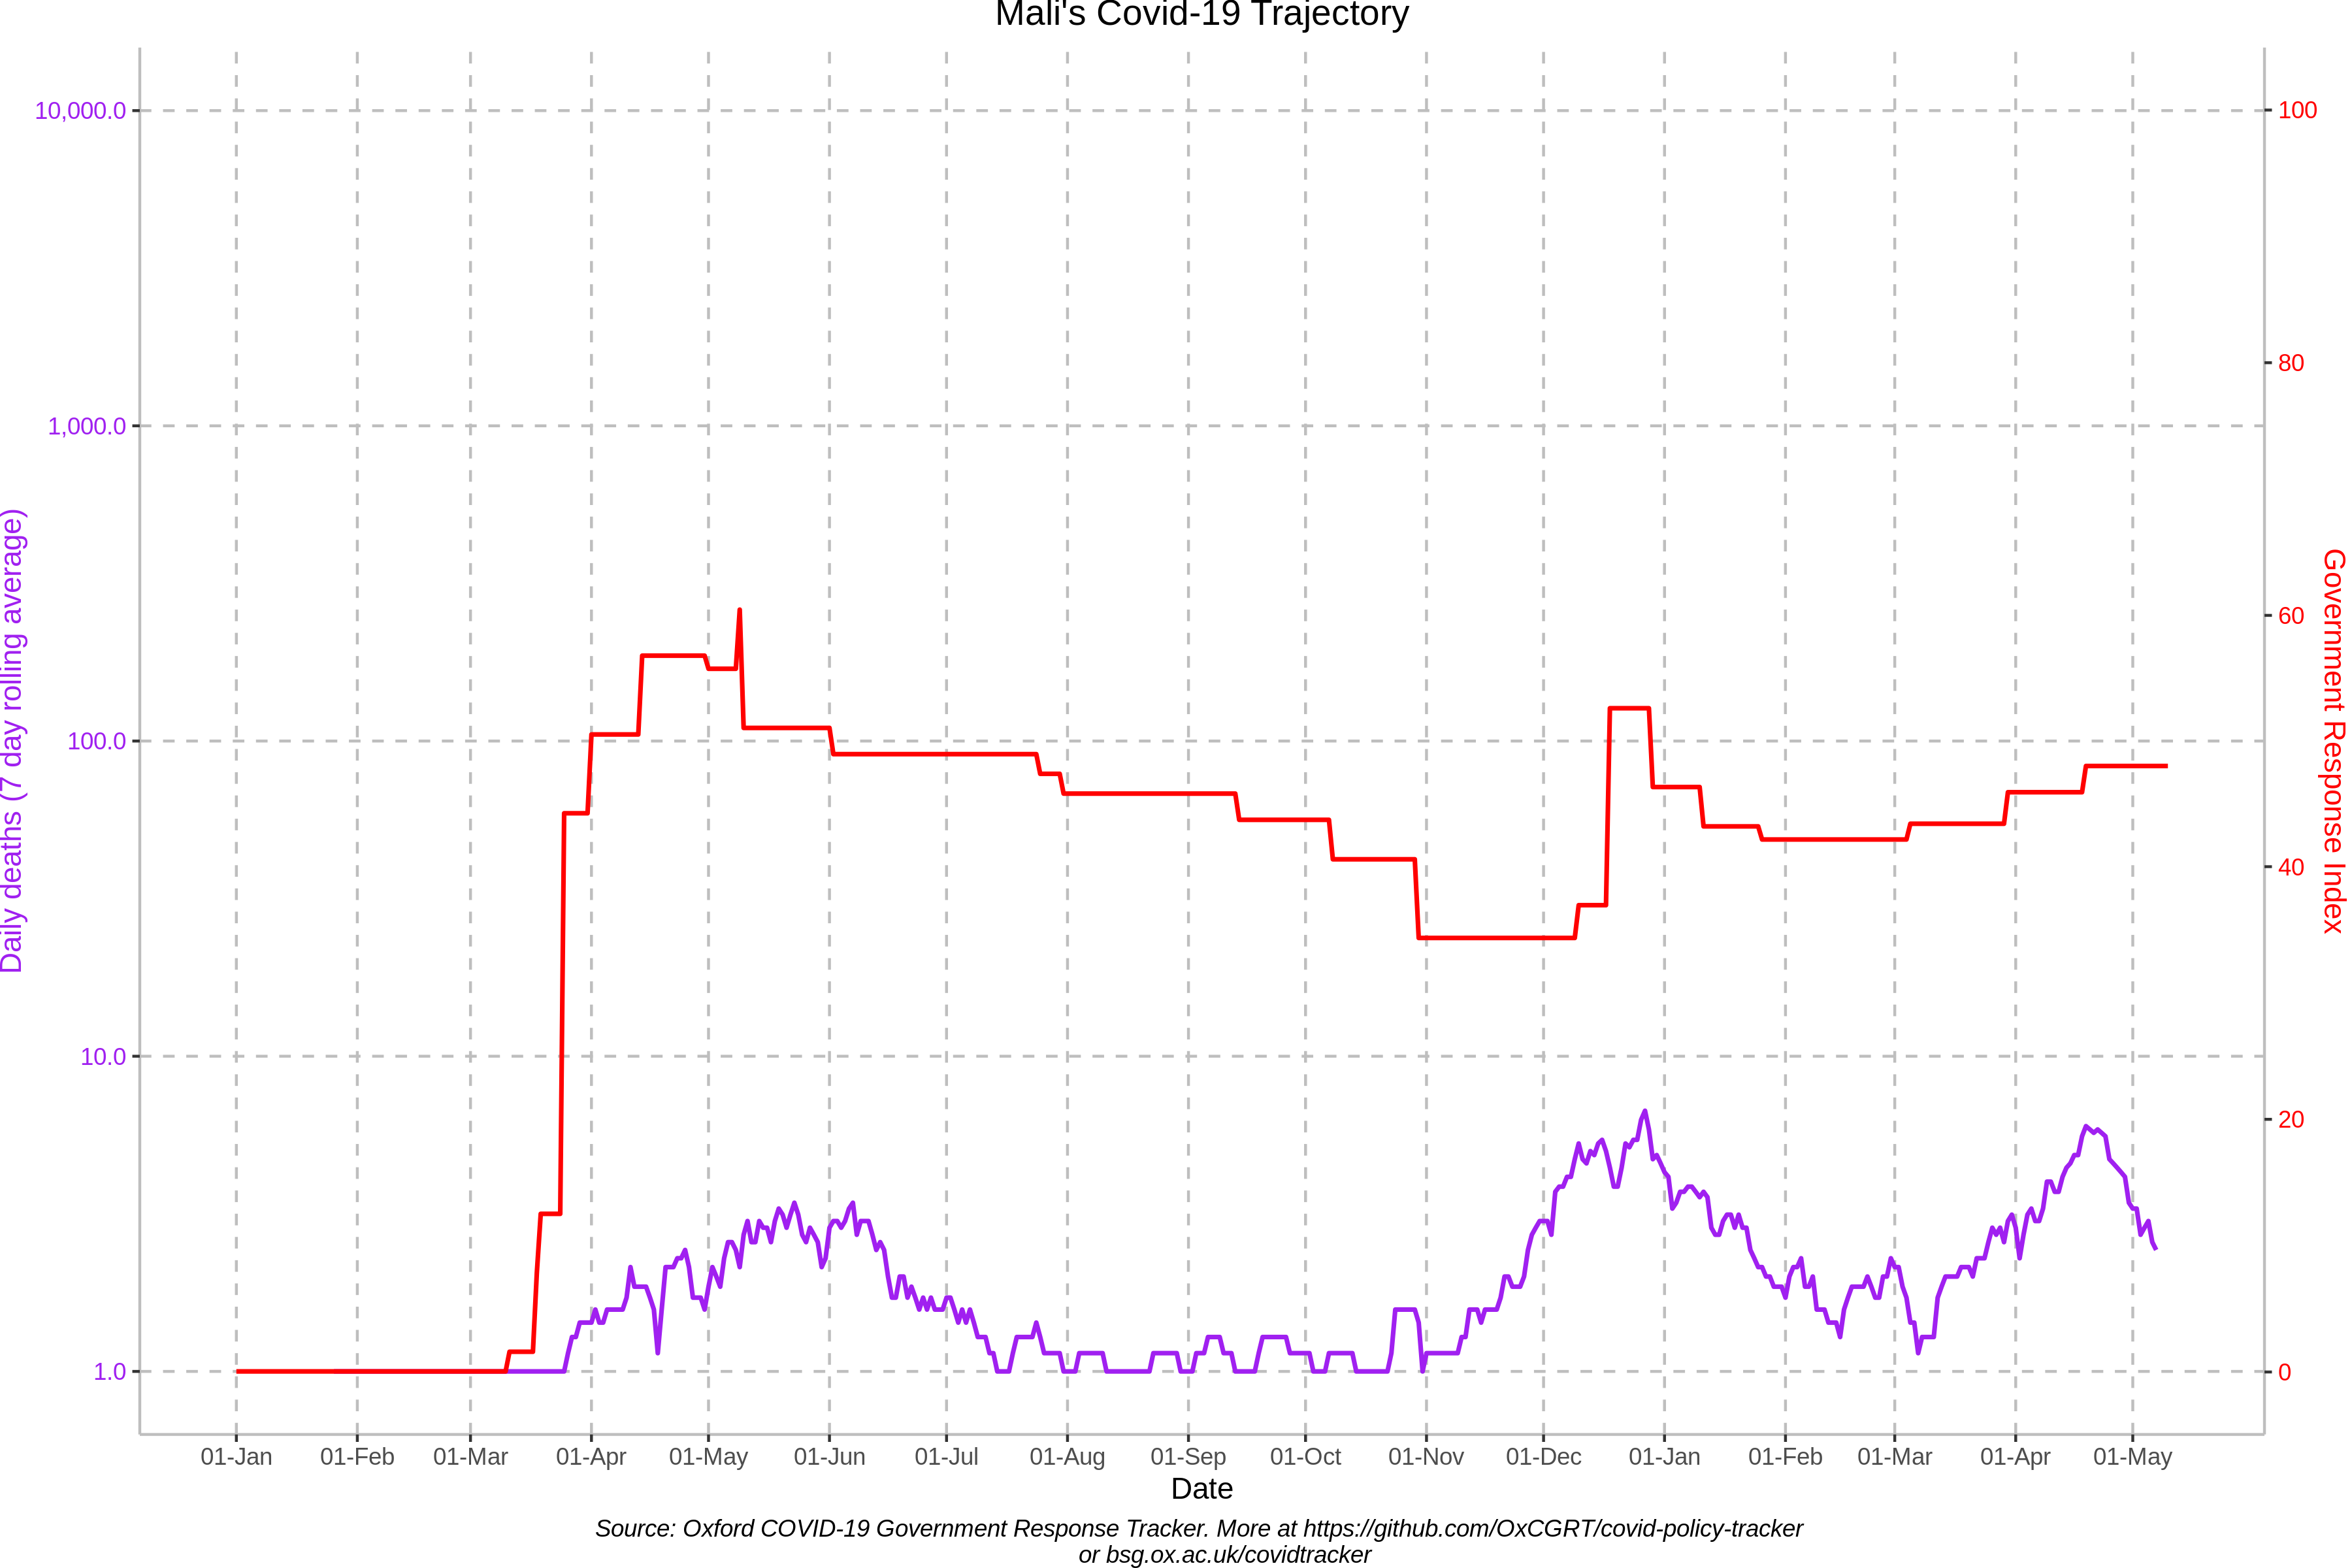 Mali's Covid-19 Trajectory
10,000.0
1,000.0
100.0
10.0
1.0
Daily deaths (7 day rolling average)
100
80
60
40
20
0
Government Response Index
01-Jan 01-Feb 01-Mar 01-Apr 01-May 01-Jun 01-Jul 01-Aug 01-Sep 01-Oct 01-Nov 01-Dec 01-Jan 01-Feb 01-Mar 01-Apr 01-May
Date
Source: Oxford COVID-19 Government Response Tracker. More at https://github.com/OxCGRT/covid-policy-tracker
or bsg.ox.ac.uk/covidtracker